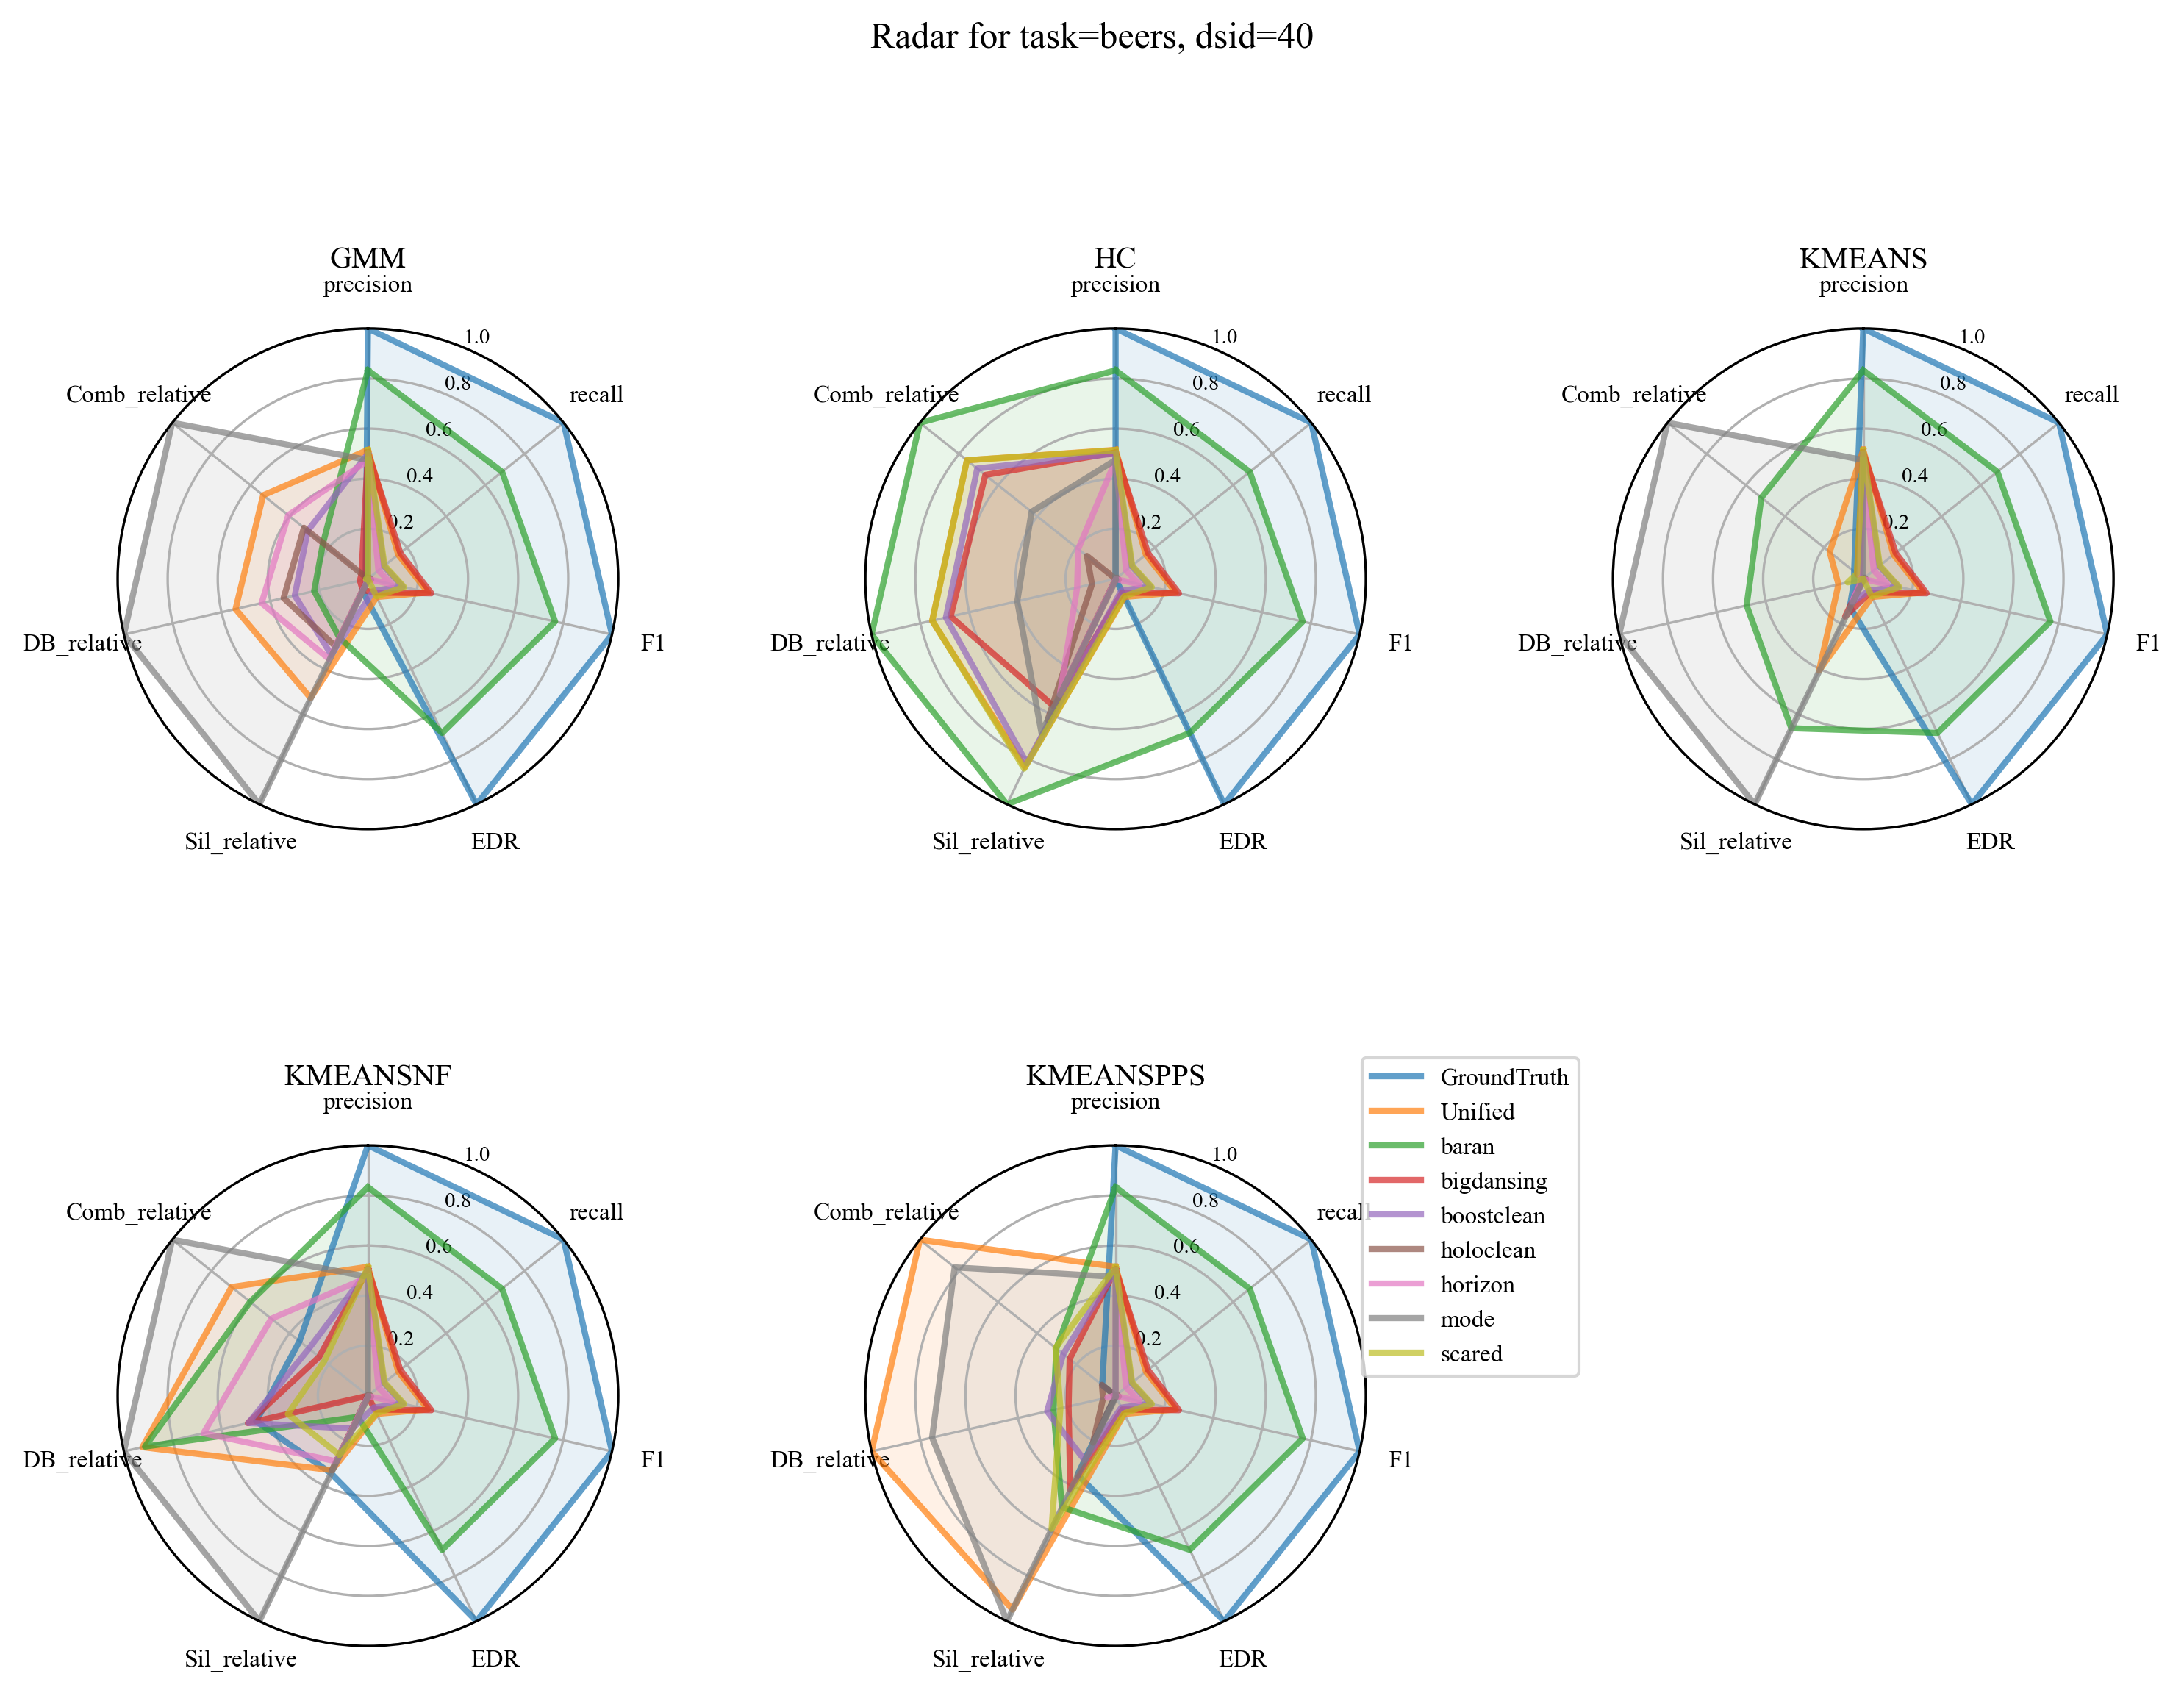 Radar for task=beers, dsid=40
GMM
precision
1.0
0.8
0.6
0.4
0.2
recall
F1
EDR
Sil_relative
DB_relative
Comb_relative
HC
precision
1.0
0.8
0.6
0.4
0.2
recall
F1
EDR
Sil_relative
DB_relative
Comb_relative
KMEANS
precision
1.0
0.8
0.6
0.4
0.2
recall
F1
EDR
Sil_relative
DB_relative
Comb_relative
KMEANSNF
precision
1.0
0.8
0.6
0.4
0.2
recall
F1
EDR
Sil_relative
DB_relative
Comb_relative
KMEANSPPS
precision
1.0
0.8
0.6
0.4
0.2
recall
F1
EDR
Sil_relative
DB_relative
Comb_relative
GroundTruth
Unified
baran
bigdansing
boostclean
holoclean
horizon
mode
scared